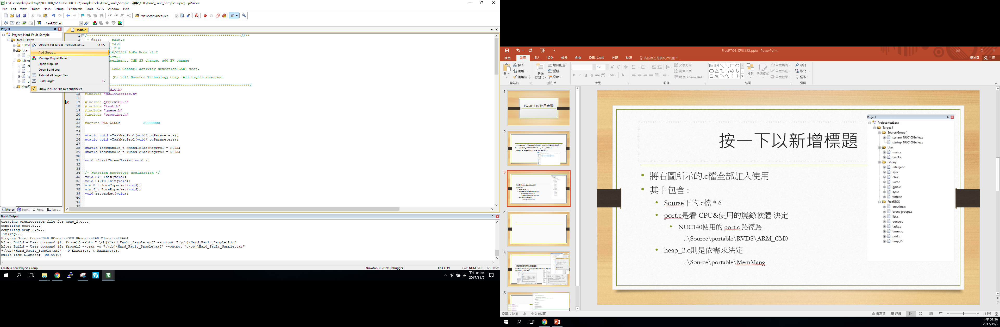 C:\Users\mlin\Desktop\NUC100_120BSPv3.00.002\SampleCode\Hard_Fault_Sample - 複製\KEIL\Hard_Fault_Sample.uvproj - µVision
File Edit View Project Flash Debug Peripherals Tools SVCS Window Help
vTaskStartScheduler
freeRTOStest
Project
Project: Hard_Fault_Sample
freeRTOStest
CMSIS
User
Librar
freeRT
Options for Target 'freeRTOStest'... Alt+F7
Add Group...
Manage Project Items...
Open Map File
Open Build Log
Rebuild all target files
Build Target F7
Show Include File Dependencies
Project Books Func... Temp...
main.c
1 /**************************************************************************//**
2 * @file main.c
V3.0
: 2 $
16/02/29 LoRa Node v1.2
rver.
periment, CMD SF change, add BW change
LoRA Channel activity detection(CAD) test.
(C) 2014 Nuvoton Technology Corp. All rights reserved.
******************************************************************************/
dio.h>
15 #include "NUC100Series.h"
16
17 #include "FreeRTOS.h"
18 #include "task.h"
19 #include "queue.h"
20 #include "croutine.h"
21
22 #define PLL_CLOCK 50000000
23
24
25 static void vTaskMsgPro1(void* pvParameters);
26 static void vTaskMsgPro2(void* pvParameters);
27
28 static TaskHandle_t xHandleTaskMsgPro1 = NULL;
29 static TaskHandle_t xHandleTaskMsgPro2 = NULL;
30
31 void vStartThreadTasks( void );
32
33
34 /* Function prototype declaration */
35 void SYS_Init(void);
36 void UART0_Init(void);
37 uint8_t LoraTxpacket(void);
38 uint8_t LoraRxpacket(void);
39 void setpacket(void);
40
41
42
Build Output
creating preprocessor file for heap_2.c...
compiling port.c...
compiling heap_2.c...
linking...
Program Size: Code=7840 RO-data=328 RW-data=160 ZI-data=14664
After Build - User command #1: fromelf --bin ".\obj\Hard_Fault_Sample.axf" --output ".\obj\Hard_Fault_Sample.bin"
After Build - User command #2: fromelf --text -c ".\obj\Hard_Fault_Sample.axf" --output ".\obj\Hard_Fault_Sample.txt"
".\obj\Hard_Fault_Sample.axf" - 0 Error(s), 4 Warning(s).
Build Time Elapsed: 00:00:05
Create a new Project Group
Nuvoton Nu-Link Debugger
L:14 C:19
CAP NUM SCRL OVR R/W
英
下午 01:36
2017/11/5
FreeRTOS-使用步驟.pptx - PowerPoint
檔案 常用 插入 設計 轉場 動畫 投影片放映 校閱 檢視 告訴我您想要執行的動作...
共用
貼上
剪下
複製
複製格式
剪貼簿
新增
投影片
版面配置
重設
章節
投影片
19
B I U S abc AV Aa A
字型
文字方向
對齊文字
轉換成 SmartArt
段落
排列
快速樣式
圖案填滿
圖案外框
圖案效果
繪圖
尋找
取代
選取
編輯
1
FreeRTOS 使用步驟
2
3
4
5
6
按一下以新增標題
將右圖所示的.c檔全部加入使用
其中包含 :
Sourse下的.c檔 * 6
port.c是看 CPU&使用的燒錄軟體 決定
NUC140使用的 port.c 路徑為
..\Source\portable\RVDS\ARM_CM0
heap_2.c則是依需求決定
..\Source\portable\MemMang
Project
Project: testLora
Target 1
Source Group 1
system_NUC100Series.c
startup_NUC100Series.s
User
main.c
LoRA.c
Library
retarget.c
spi.c
clk.c
uart.c
gpio.c
sys.c
timer.c
FreeRTOS
croutine.c
event_groups.c
list.c
queue.c
tasks.c
timers.c
port.c
heap_2.c
投影片 3/6 中文 (台灣)
備忘稿 註解
115%
下午 01:36
2017/11/5